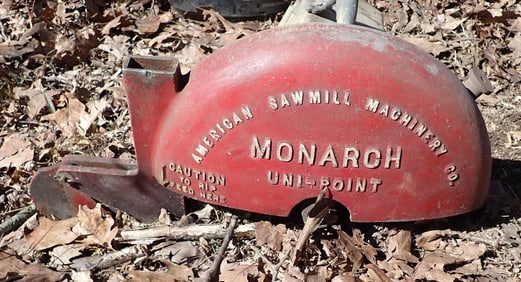 AMERICAN SAWMILL MACHINERY CO.
MONARCH
UNI-POINT
CAUTION
FEED HERE